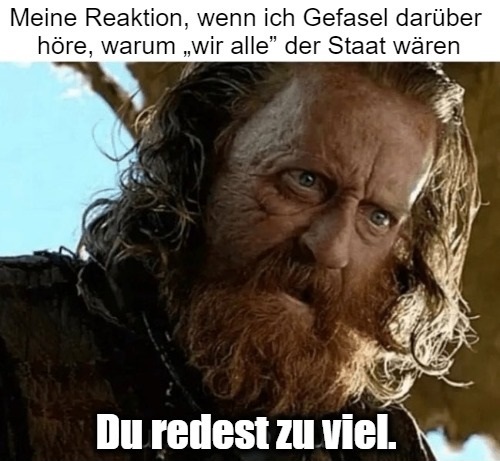 Meine Reaktion, wenn ich Gefasel darüber
höre, warum „wir alle” der Staat wären
Du redest zu viel.